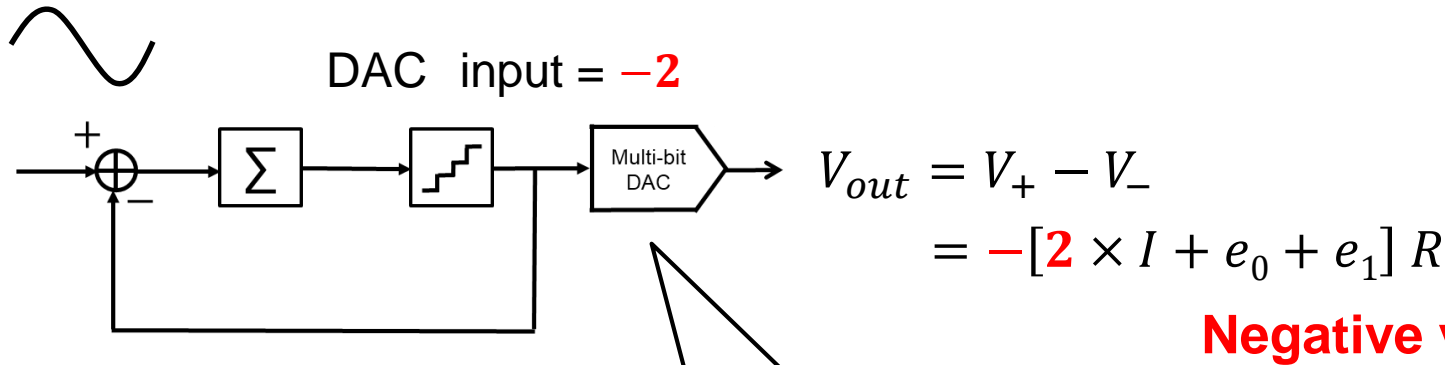 DAC input = −2
+
−
Σ
Multi-bit
DAC
V_out = V_+ − V_−
= −[2 × I + e_0 + e_1] R
Negative